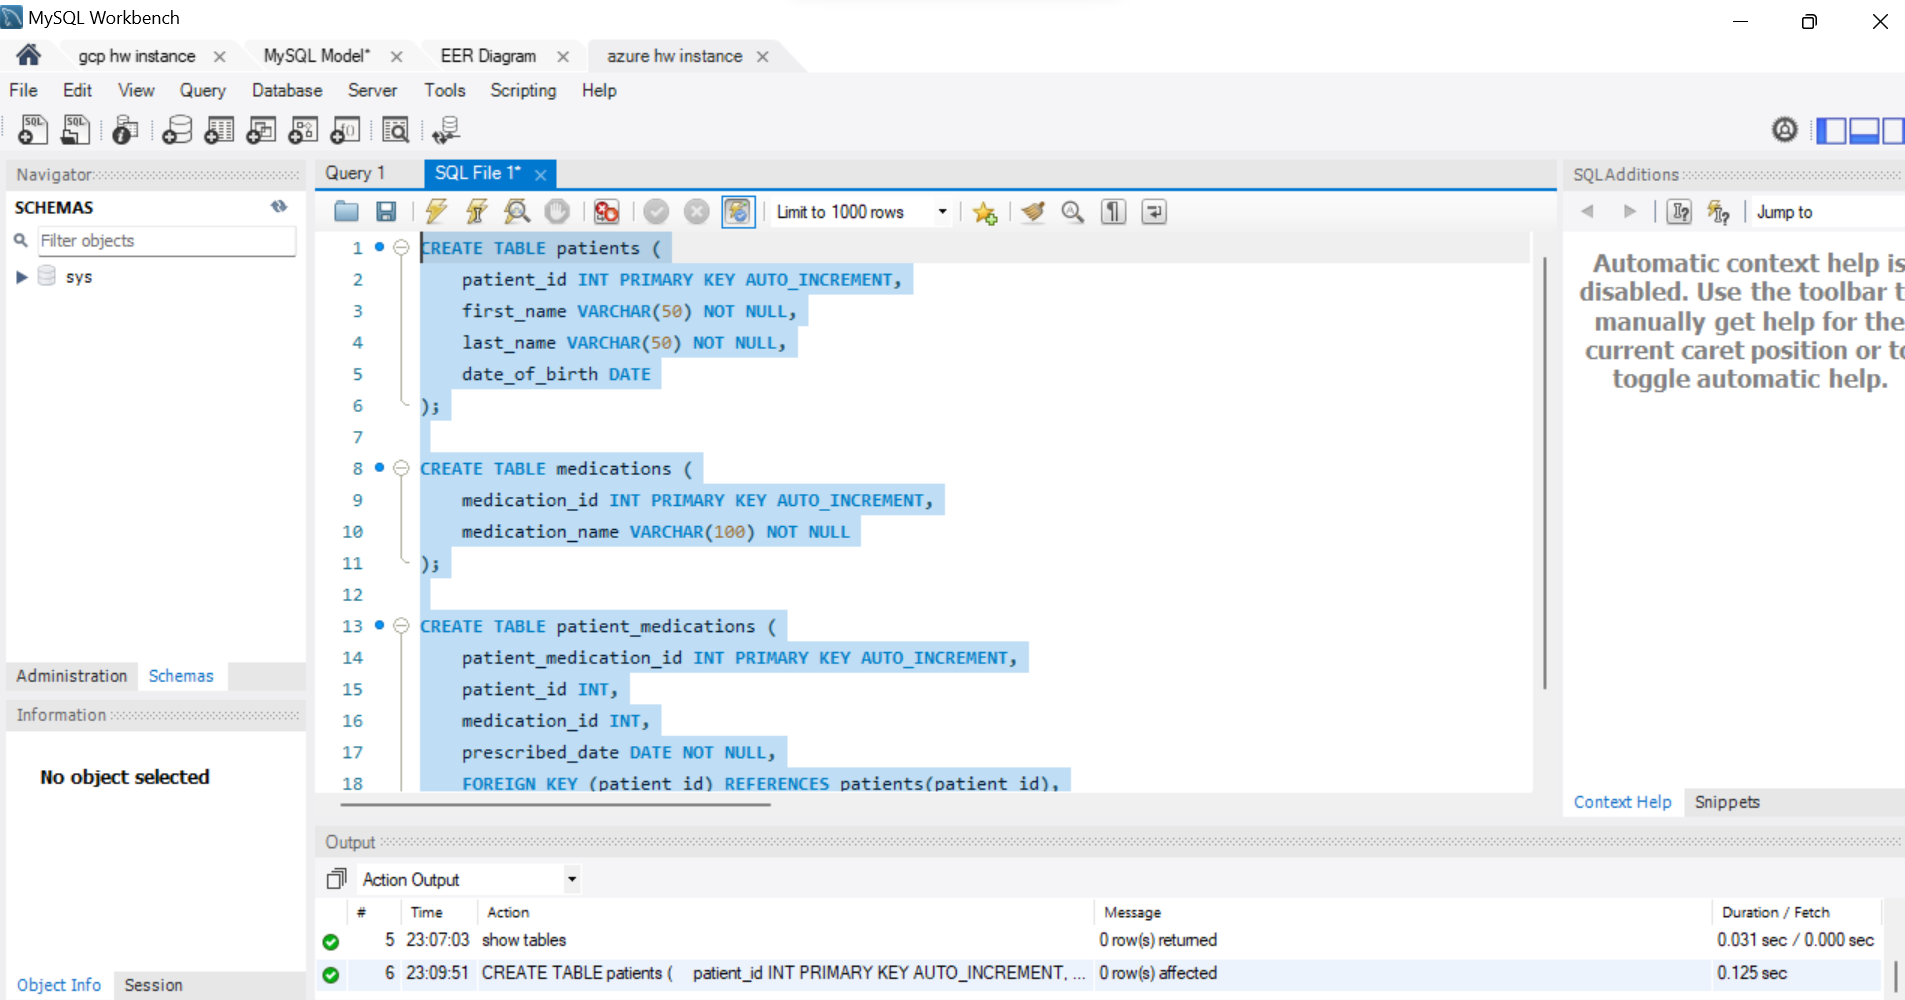 MySQL Workbench
gcp hw instance
MySQL Model*
EER Diagram
azure hw instance
File Edit View Query Database Server Tools Scripting Help
Navigator
SCHEMAS
Filter objects
sys
Administration Schemas
Information
No object selected
Object Info Session
Query 1
SQL File 1*
Limit to 1000 rows
1 CREATE TABLE patients (
2 patient_id INT PRIMARY KEY AUTO_INCREMENT,
3 first_name VARCHAR(50) NOT NULL,
4 last_name VARCHAR(50) NOT NULL,
5 date_of_birth DATE
6 );
7
8 CREATE TABLE medications (
9 medication_id INT PRIMARY KEY AUTO_INCREMENT,
10 medication_name VARCHAR(100) NOT NULL
11 );
12
13 CREATE TABLE patient_medications (
14 patient_medication_id INT PRIMARY KEY AUTO_INCREMENT,
15 patient_id INT,
16 medication_id INT,
17 prescribed_date DATE NOT NULL,
18 FOREIGN KEY (patient_id) REFERENCES patients(patient_id),
SQLAdditions
Jump to
Automatic context help is
disabled. Use the toolbar t
manually get help for the
current caret position or to
toggle automatic help.
Context Help Snippets
Output
Action Output
# Time Action Message Duration / Fetch
5 23:07:03 show tables 0 row(s) returned 0.031 sec / 0.000 sec
6 23:09:51 CREATE TABLE patients ( patient_id INT PRIMARY KEY AUTO_INCREMENT, ... 0 row(s) affected 0.125 sec